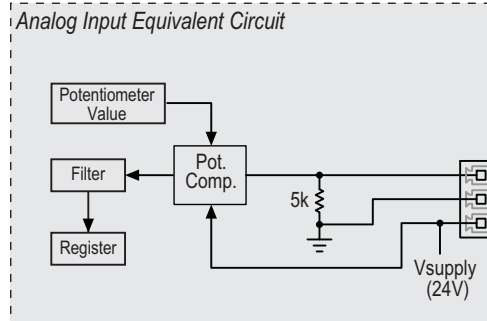 Analog Input Equivalent Circuit
Potentiometer
Value
Filter
Pot.
Comp.
5k
Register
Vsupply
(24V)